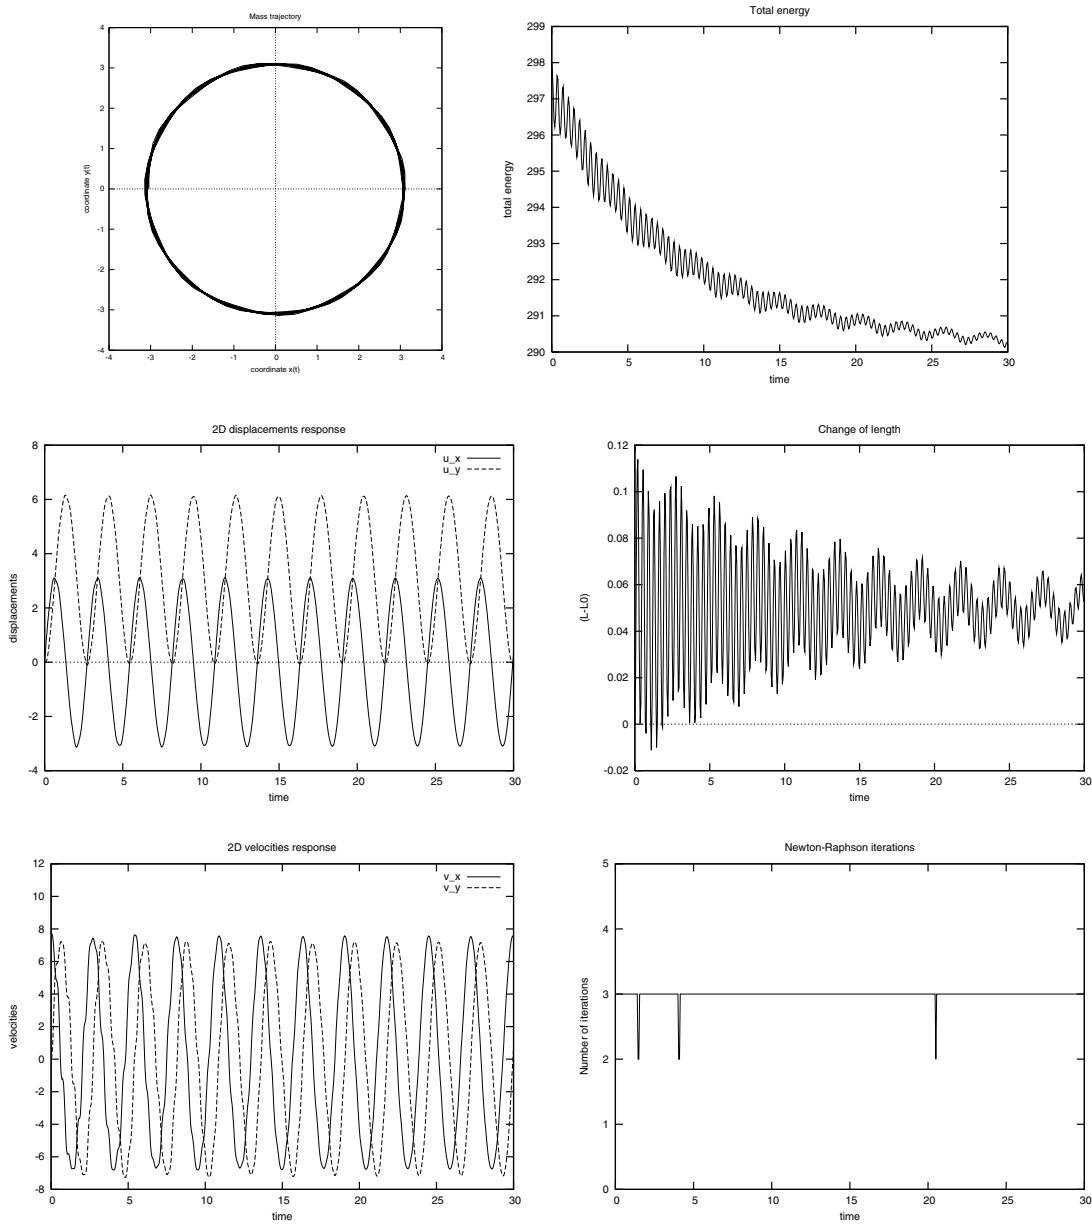 Mass trajectory
4
3
2
1
0
-1
-2
-3
-4
coordinate y(t)
-4 -3 -2 -1 0 1 2 3 4
coordinate x(t)
Total energy
299
298
297
296
295
294
293
292
291
290
total energy
0 5 10 15 20 25 30
time
2D displacements response
u_x
u_y
8
6
4
2
0
-2
-4
displacements
0 5 10 15 20 25 30
time
Change of length
0.12
0.1
0.08
0.06
0.04
0.02
0
-0.02
(L-L0)
0 5 10 15 20 25 30
time
2D velocities response
v_x
v_y
12
10
8
6
4
2
0
-2
-4
-6
-8
velocities
0 5 10 15 20 25 30
time
Newton-Raphson iterations
5
4
3
2
1
0
Number of iterations
0 5 10 15 20 25 30
time